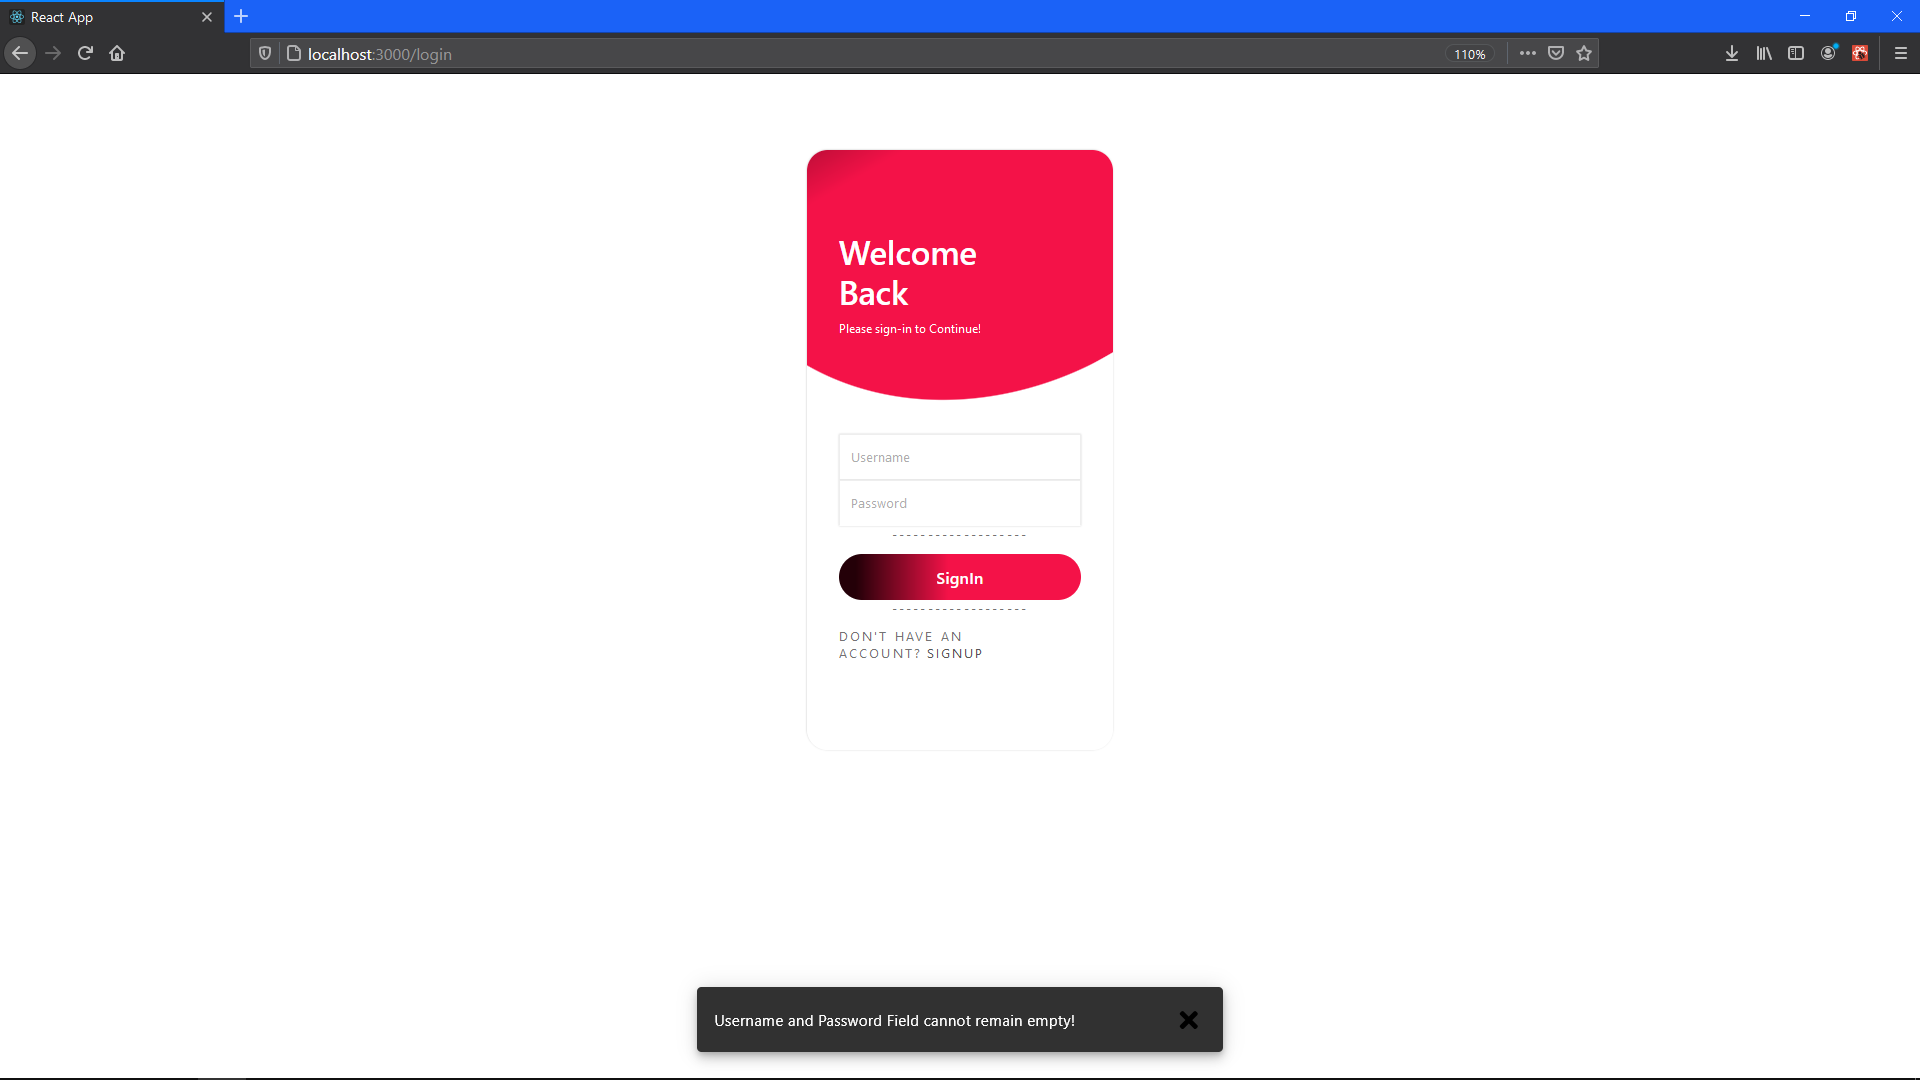 React App
localhost:3000/login
110%
Welcome
Back
Please sign-in to Continue!
Username
Password
------------------
SignIn
------------------
DON'T HAVE AN
ACCOUNT? SIGNUP
Username and Password Field cannot remain empty!